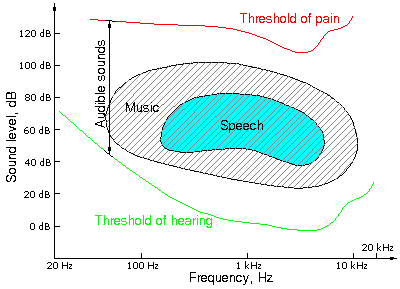 Threshold of pain
120 dB
100 dB
80 dB
60 dB
40 dB
20 dB
0 dB
Sound level, dB
Audible sounds
Music
Speech
Threshold of hearing
20 kHz
20 Hz
100 Hz
1 kHz
10 kHz
Frequency, Hz